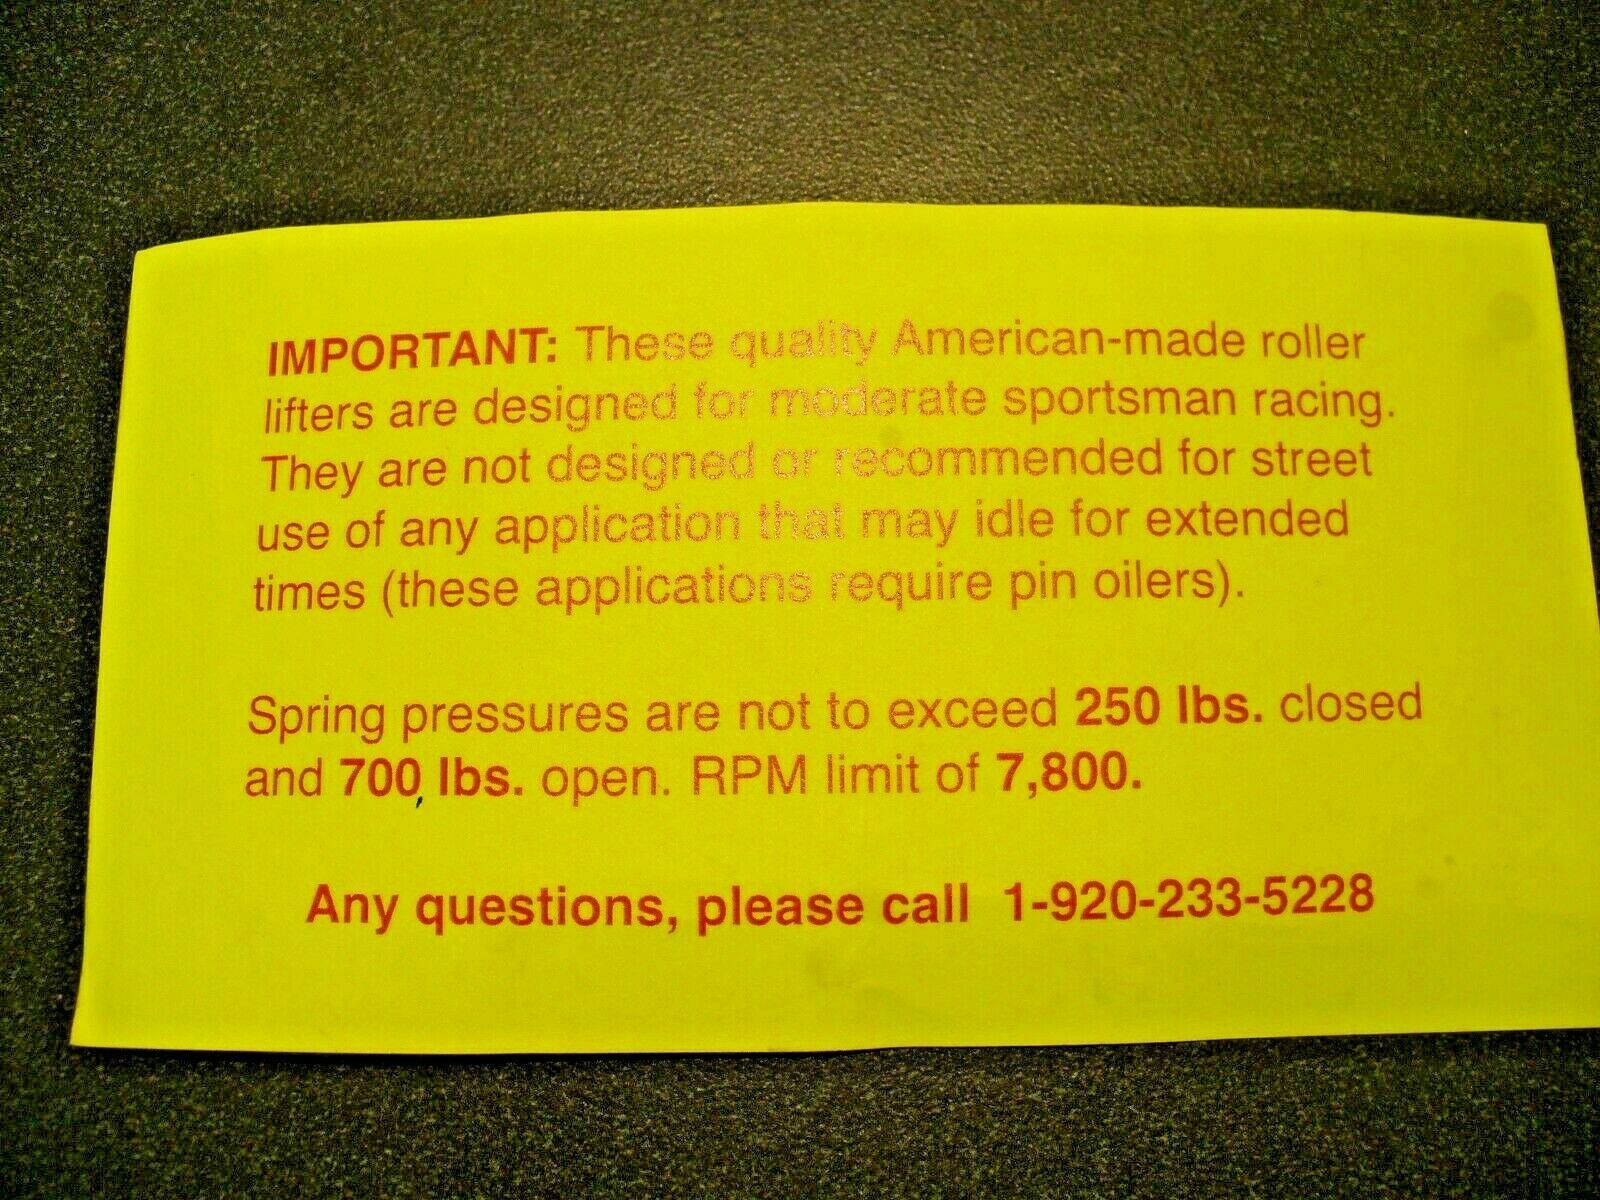 IMPORTANT: These quality American-made roller
lifters are designed for moderate sportsman racing.
They are not designed or recommended for street
use of any application that may idle for extended
times (these applications require pin oilers).
Spring pressures are not to exceed 250 lbs. closed
and 700 lbs. open. RPM limit of 7,800.
Any questions, please call 1-920-233-5228